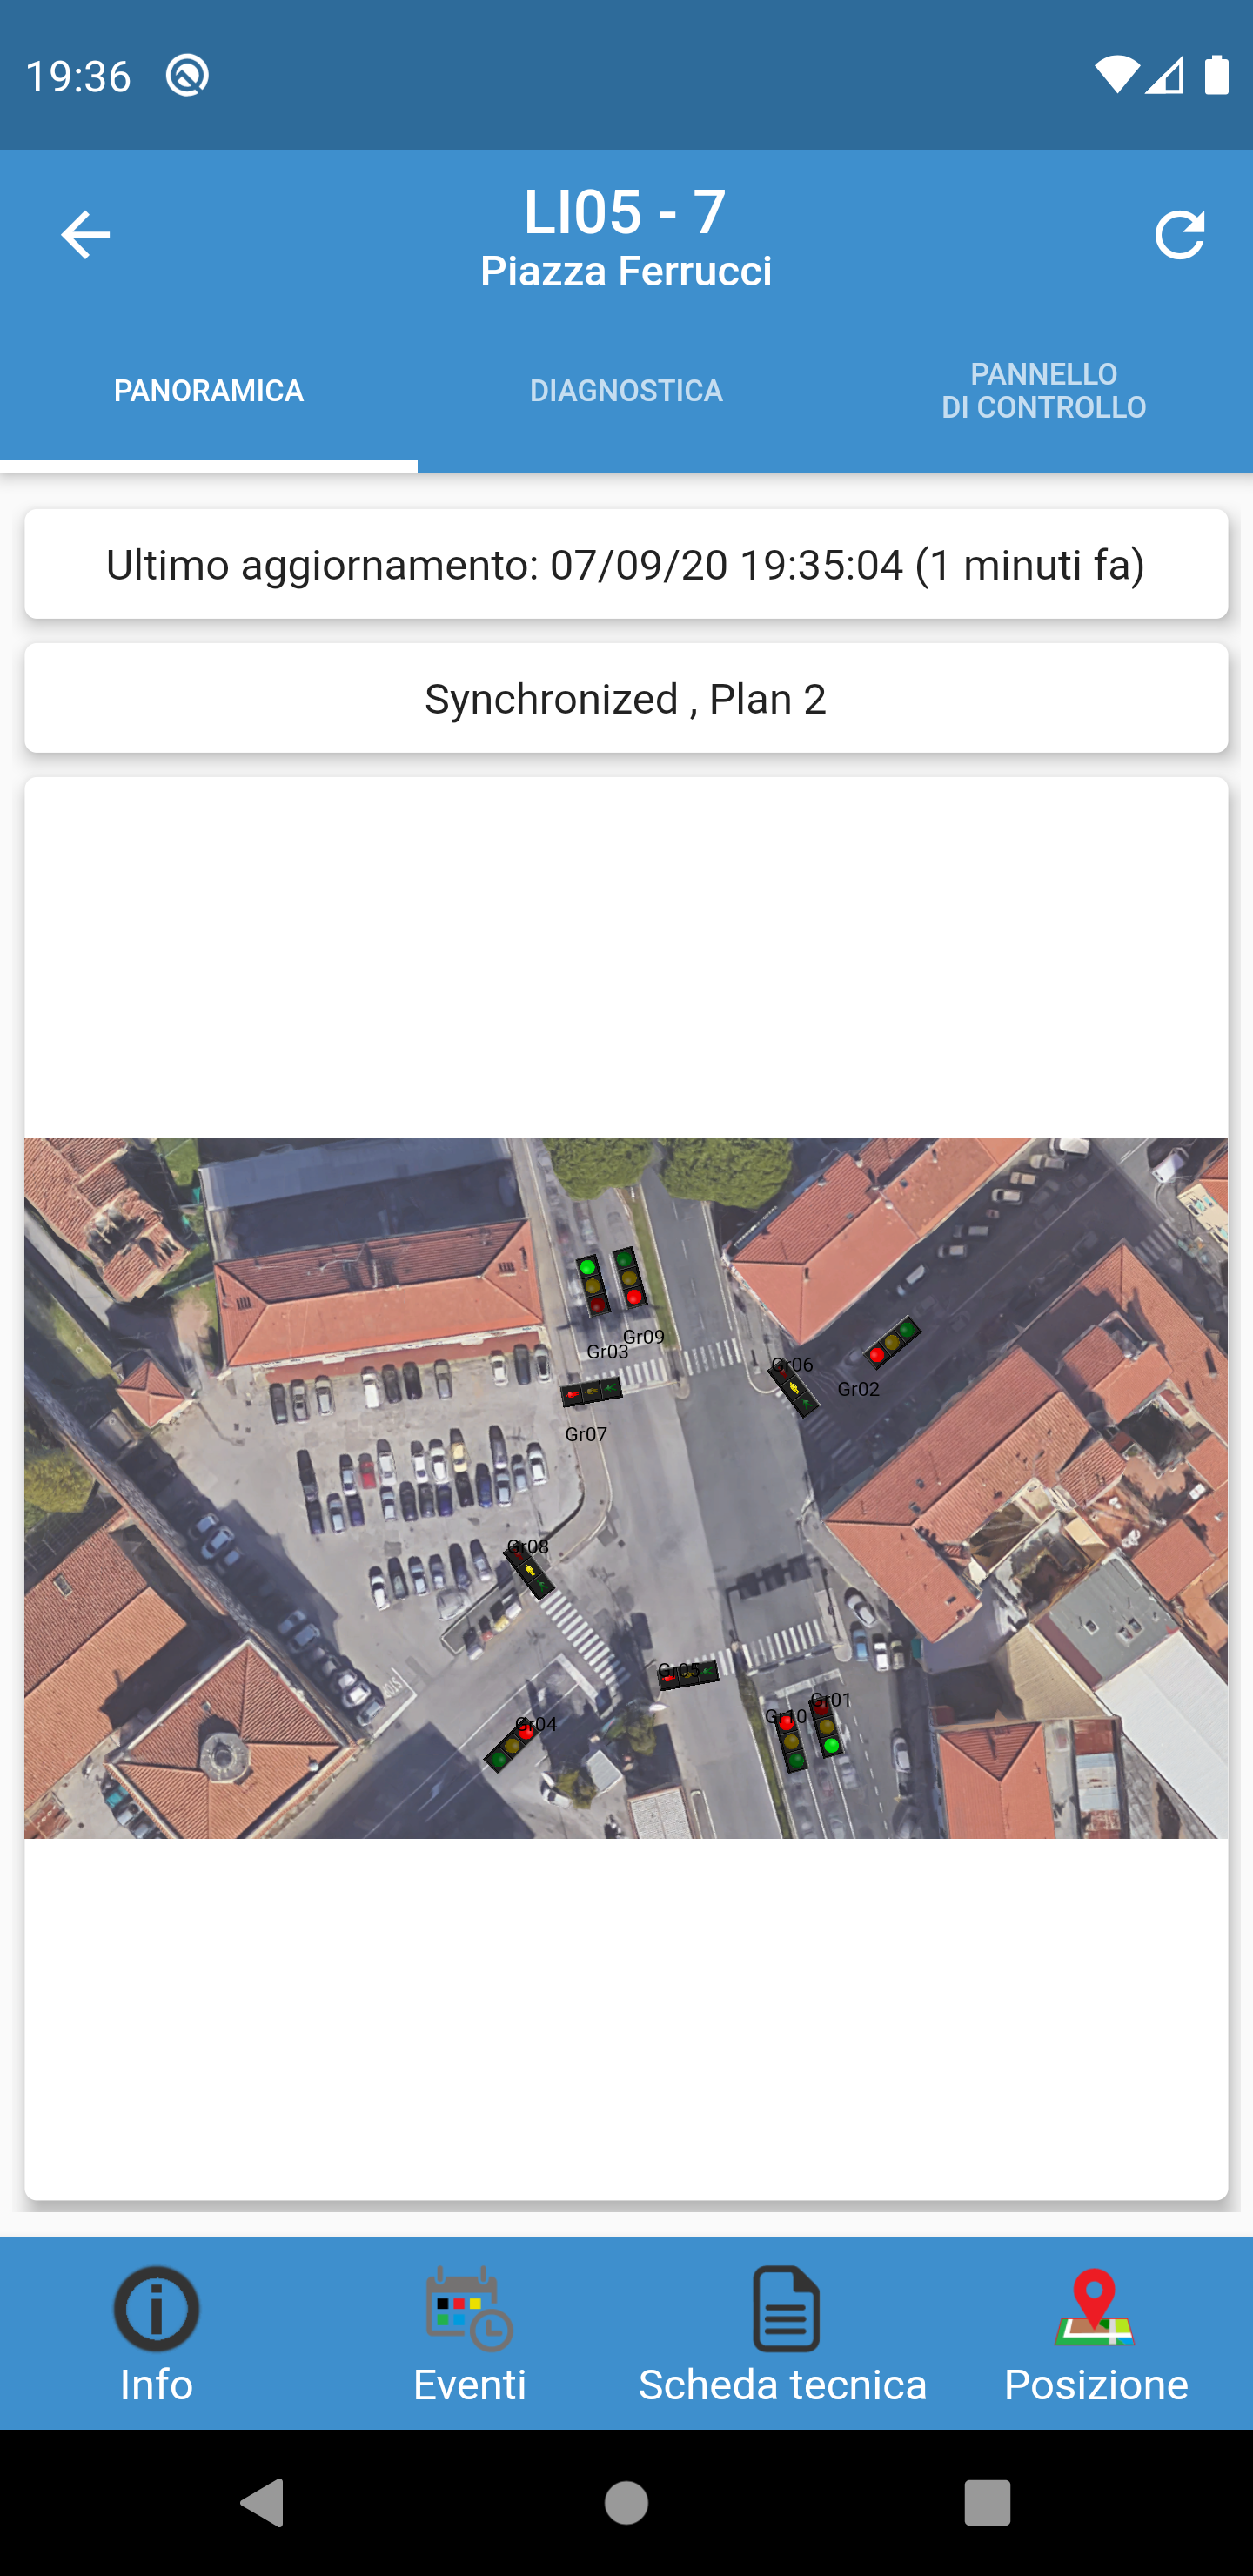 19:36
LI05 - 7
Piazza Ferrucci
PANORAMICA
DIAGNOSTICA
PANNELLO
DI CONTROLLO
Ultimo aggiornamento: 07/09/20 19:35:04 (1 minuti fa)
Synchronized , Plan 2
Gr09
Gr03
Gr06
Gr02
Gr07
Gr08
Gr05
Gr01
Gr10
Gr04
Info
Eventi
Scheda tecnica
Posizione